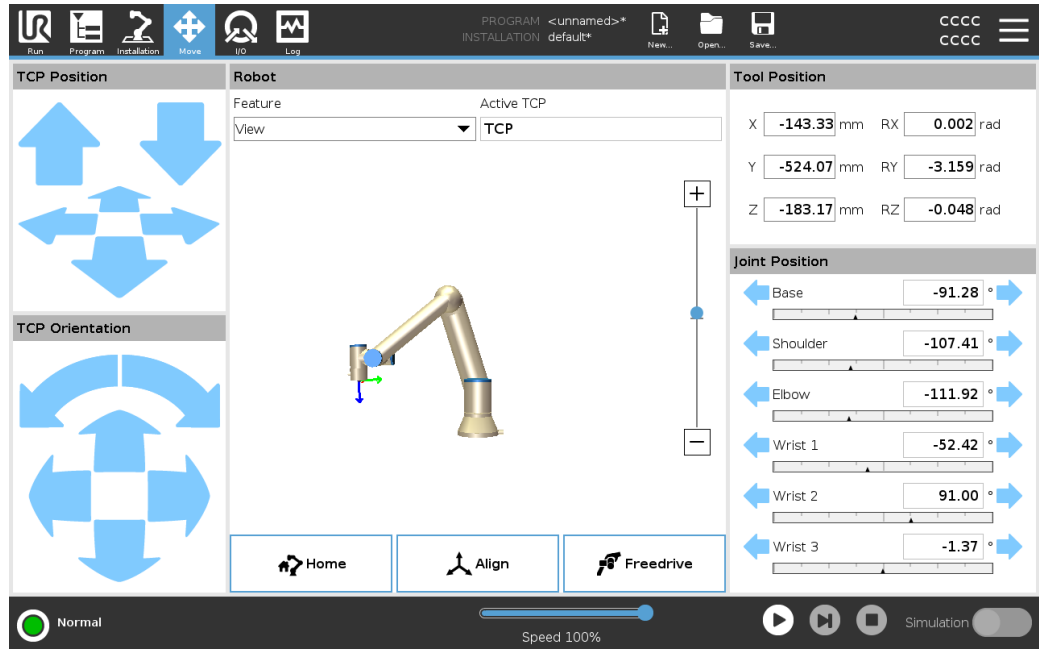 PROGRAM <unnamed>*
INSTALLATION default*
CCCC
CCCC
UR
Run
Program
Installation
Move
I/O
Log
New...
Open...
Save...
TCP Position
TCP Orientation
Robot
Feature
Active TCP
View
TCP
+
−
Home
Align
Freedrive
Tool Position
X -143.33 mm RX 0.002 rad
Y -524.07 mm RY -3.159 rad
Z -183.17 mm RZ -0.048 rad
Joint Position
Base -91.28 °
Shoulder -107.41 °
Elbow -111.92 °
Wrist 1 -52.42 °
Wrist 2 91.00 °
Wrist 3 -1.37 °
Normal
Speed 100%
Simulation